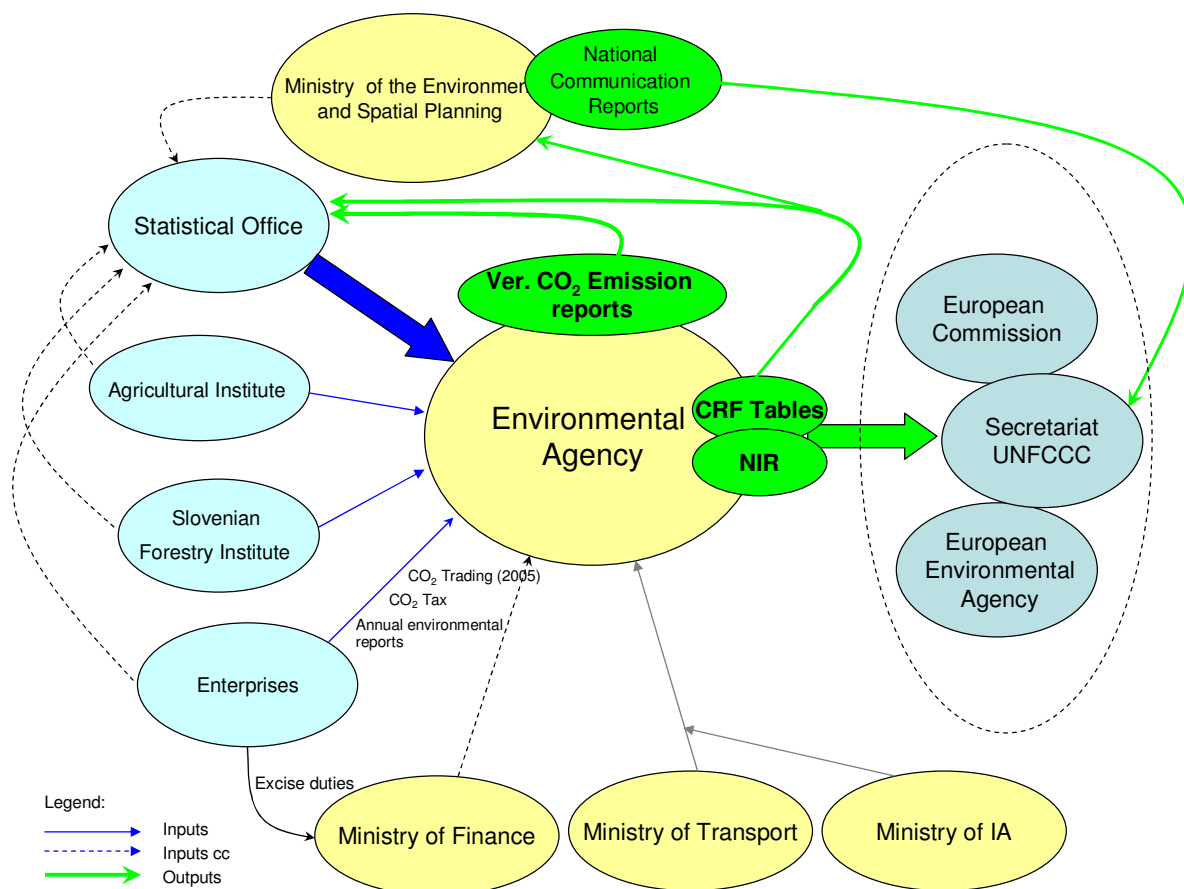 National
Communication
Reports
Ministry of the Environment
and Spatial Planning
Statistical Office
Ver. CO₂ Emission
reports
European
Commission
Agricultural Institute
Environmental
Agency
CRF Tables
NIR
Secretariat
UNFCCC
Slovenian
Forestry Institute
European
Environmental
Agency
CO₂ Trading (2005)
CO₂ Tax
Annual environmental
reports
Enterprises
Excise duties
Ministry of Finance
Ministry of Transport
Ministry of IA
Legend:
Inputs
Inputs cc
Outputs